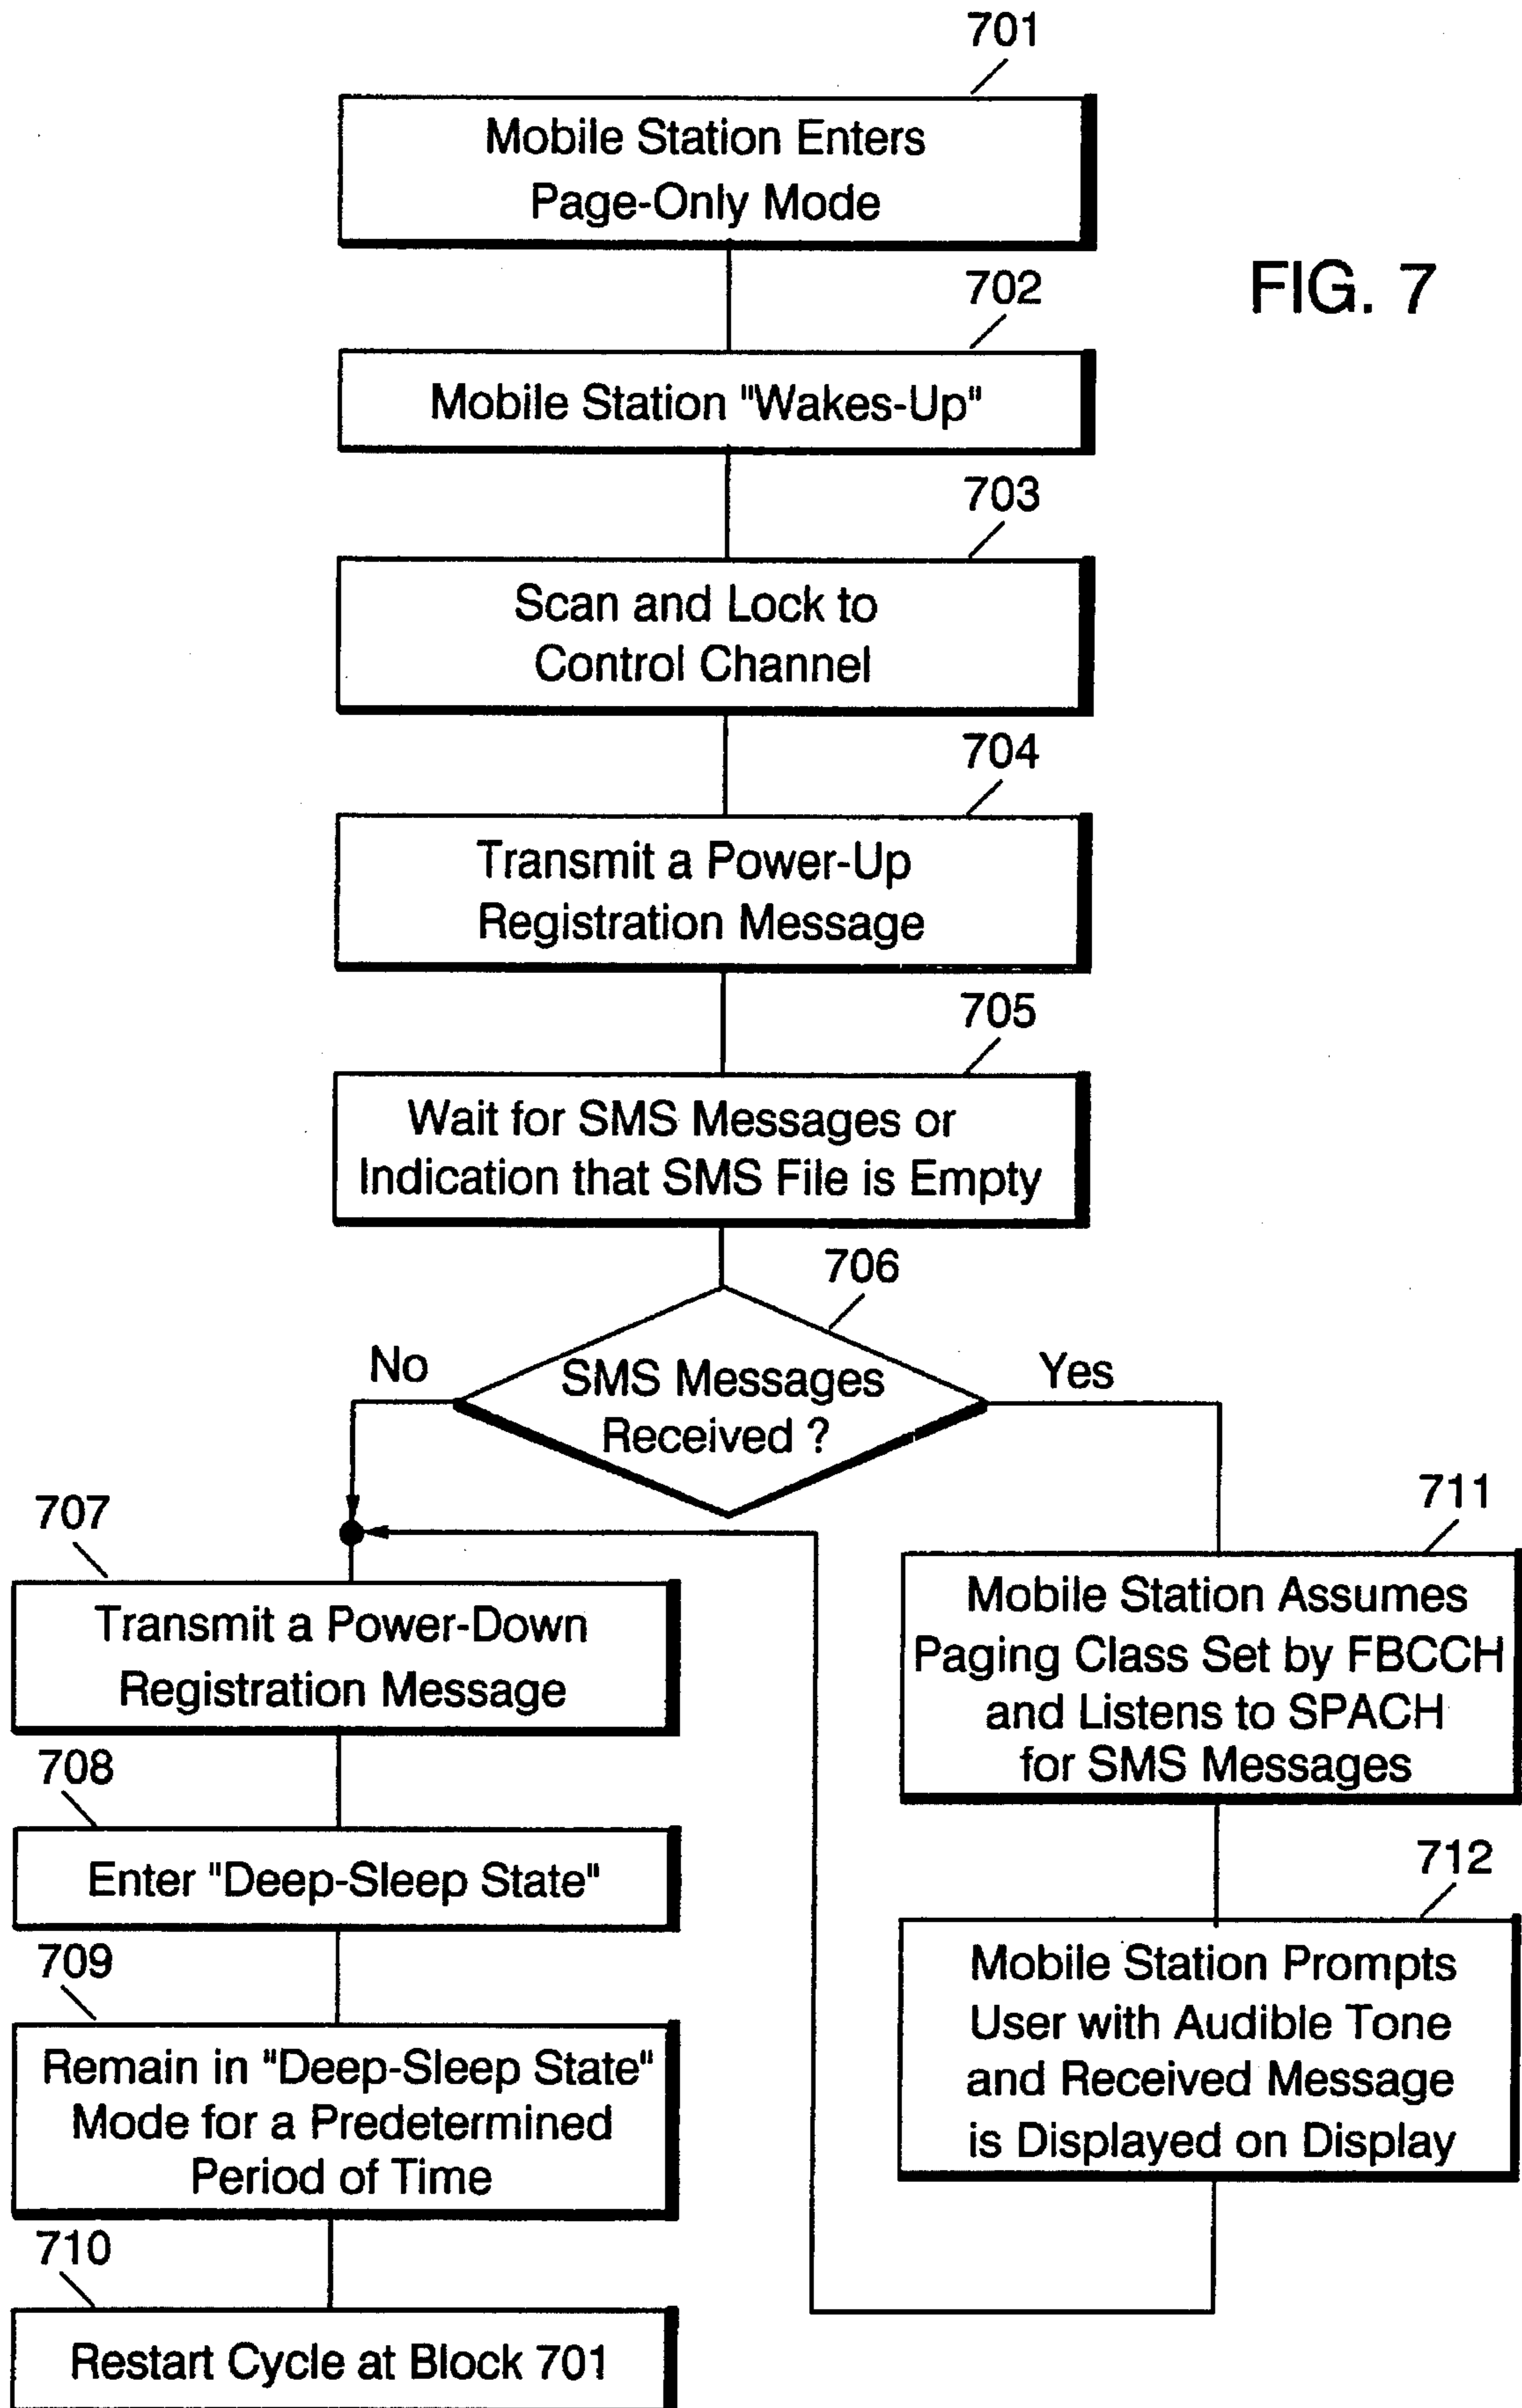 701
Mobile Station Enters
Page-Only Mode
FIG. 7
702
Mobile Station "Wakes-Up"
703
Scan and Lock to
Control Channel
704
Transmit a Power-Up
Registration Message
705
Wait for SMS Messages or
Indication that SMS File is Empty
706
No
SMS Messages
Received ?
Yes
707
Transmit a Power-Down
Registration Message
708
Enter "Deep-Sleep State"
709
Remain in "Deep-Sleep State"
Mode for a Predetermined
Period of Time
710
Restart Cycle at Block 701
711
Mobile Station Assumes
Paging Class Set by FBCCH
and Listens to SPACH
for SMS Messages
712
Mobile Station Prompts
User with Audible Tone
and Received Message
is Displayed on Display